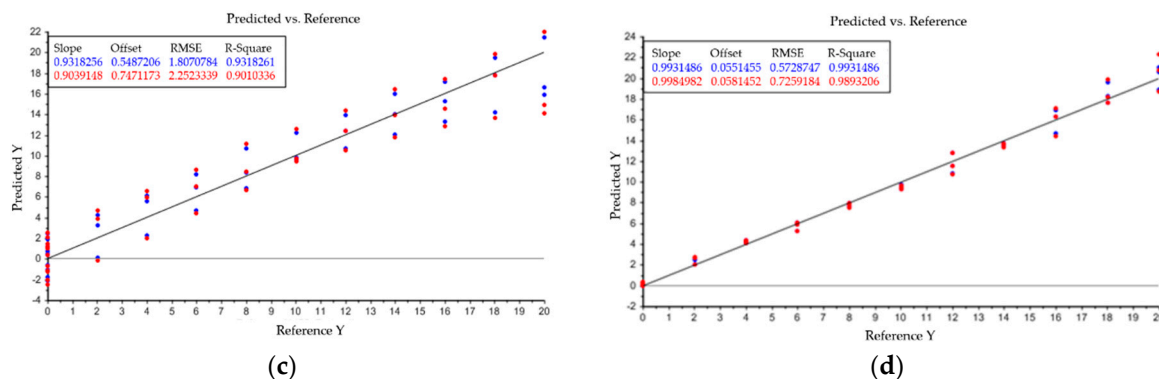 Predicted vs. Reference
Slope Offset RMSE R-Square
0.9318256 0.5487206 1.8070784 0.9318261
0.9039148 0.7471173 2.2523339 0.9010336
Predicted Y
22
20
18
16
14
12
10
8
6
4
2
0
-2
-4
0 1 2 3 4 5 6 7 8 9 10 11 12 13 14 15 16 17 18 19 20
Reference Y
(c)
Predicted vs. Reference
Slope Offset RMSE R-Square
0.9931486 0.0551455 0.5728747 0.9931486
0.9984982 0.0581452 0.7259184 0.9893206
Predicted Y
24
22
20
18
16
14
12
10
8
6
4
2
0
-2
0 1 2 3 4 5 6 7 8 9 10 11 12 13 14 15 16 17 18 19 20
Reference Y
(d)